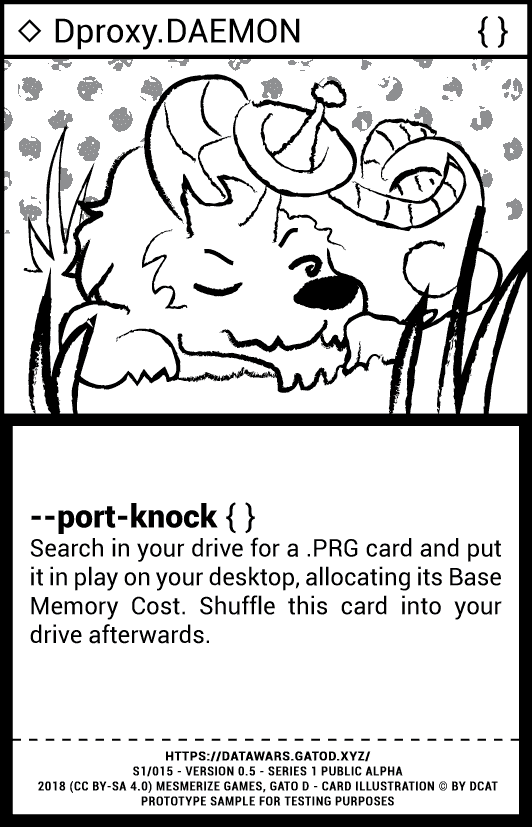 ◇ Dproxy.DAEMON { }
--port-knock { }
Search in your drive for a .PRG card and put
it in play on your desktop, allocating its Base
Memory Cost. Shuffle this card into your
drive afterwards.
HTTPS://DATAWARS.GATOD.XYZ/
S1/015 - VERSION 0.5 - SERIES 1 PUBLIC ALPHA
2018 (CC BY-SA 4.0) MESMERIZE GAMES, GATO D - CARD ILLUSTRATION © BY DCAT
PROTOTYPE SAMPLE FOR TESTING PURPOSES